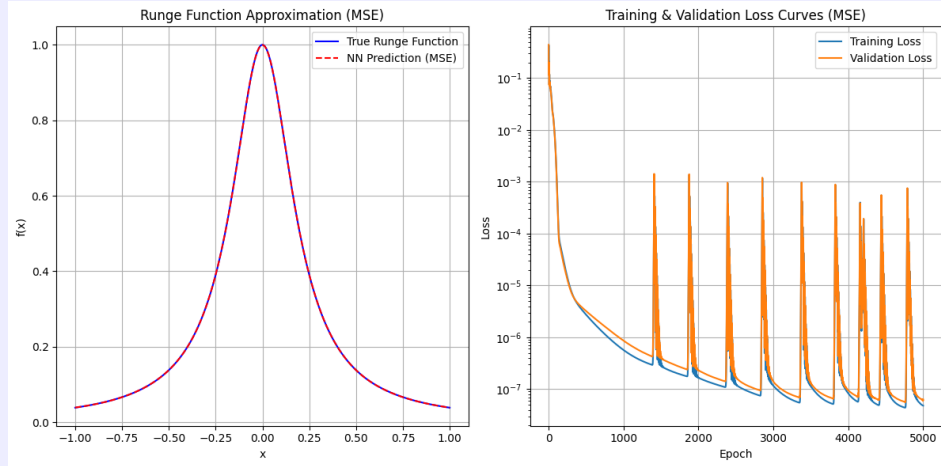 Runge Function Approximation (MSE)
True Runge Function
NN Prediction (MSE)
1.0
0.8
0.6
0.4
0.2
0.0
f(x)
−1.00 −0.75 −0.50 −0.25 0.00 0.25 0.50 0.75 1.00
x
Training & Validation Loss Curves (MSE)
Training Loss
Validation Loss
10⁻¹
10⁻²
10⁻³
10⁻⁴
10⁻⁵
10⁻⁶
10⁻⁷
Loss
0 1000 2000 3000 4000 5000
Epoch